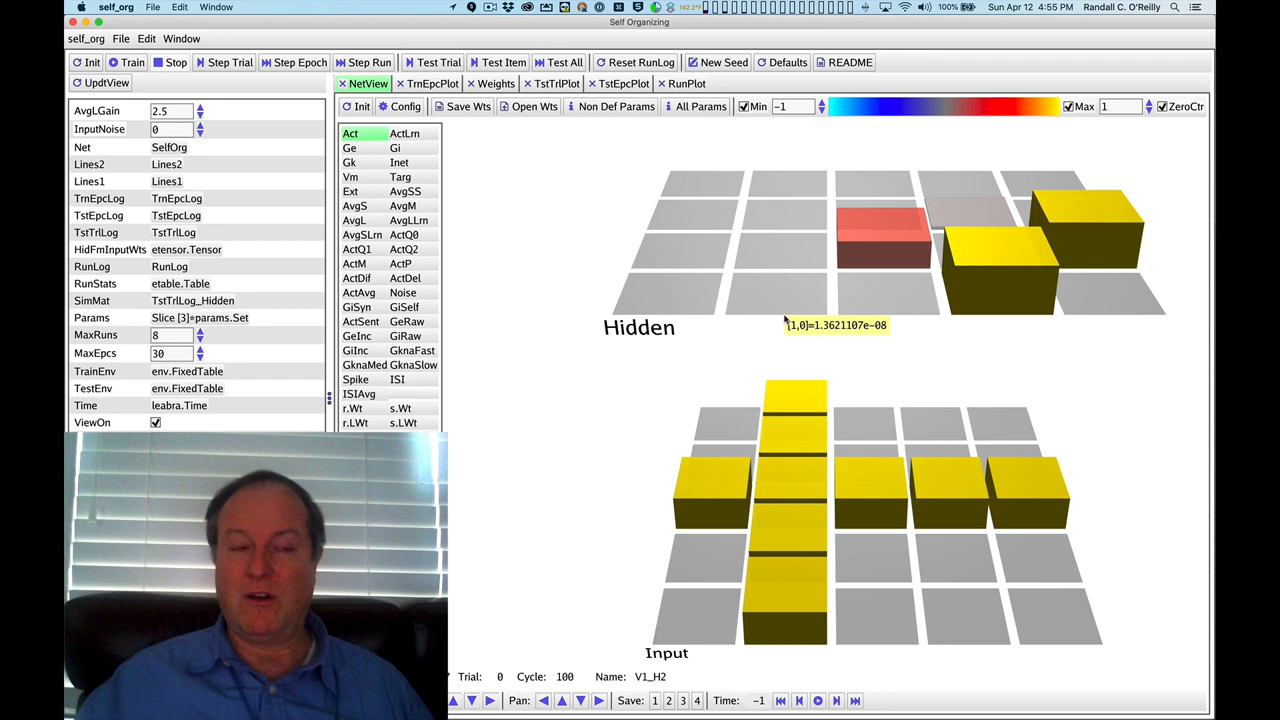 self_org File Edit Window 142.2°F 100% Sun Apr 12 4:55 PM Randall C. O'Reilly
Self Organizing
self_org File Edit Window
Init Train Stop Step Trial Step Epoch Step Run Test Trial Test Item Test All Reset RunLog New Seed Defaults README
UpdtView
NetView TrnEpcPlot Weights TstTrlPlot TstEpcPlot RunPlot
Init Config Save Wts Open Wts Non Def Params All Params Min -1 Max 1 ZeroCtr
AvgLGain 2.5
InputNoise 0
Net SelfOrg
Lines2 Lines2
Lines1 Lines1
TrnEpcLog TrnEpcLog
TstEpcLog TstEpcLog
TstTrlLog TstTrlLog
HidFmInputWts etensor.Tensor
RunLog RunLog
RunStats etable.Table
SimMat TstTrlLog_Hidden
Params Slice [3]*params.Set
MaxRuns 8
MaxEpcs 30
TrainEnv env.FixedTable
TestEnv env.FixedTable
Time leabra.Time
ViewOn
Act ActLrn
Ge Gi
Gk Inet
Vm Targ
Ext AvgSS
AvgS AvgM
AvgL AvgLLrn
AvgSLrn ActQ0
ActQ1 ActQ2
ActM ActP
ActDif ActDel
ActAvg Noise
GiSyn GiSelf
ActSent GeRaw
GeInc GiRaw
GiInc GknaFast
GknaMed GknaSlow
Spike ISI
ISIAvg
r.Wt s.Wt
r.LWt s.LWt
Hidden
[1,0]=1.3621107e-08
Input
Trial: 0 Cycle: 100 Name: V1_H2
Pan: Save: 1 2 3 4 Time: -1